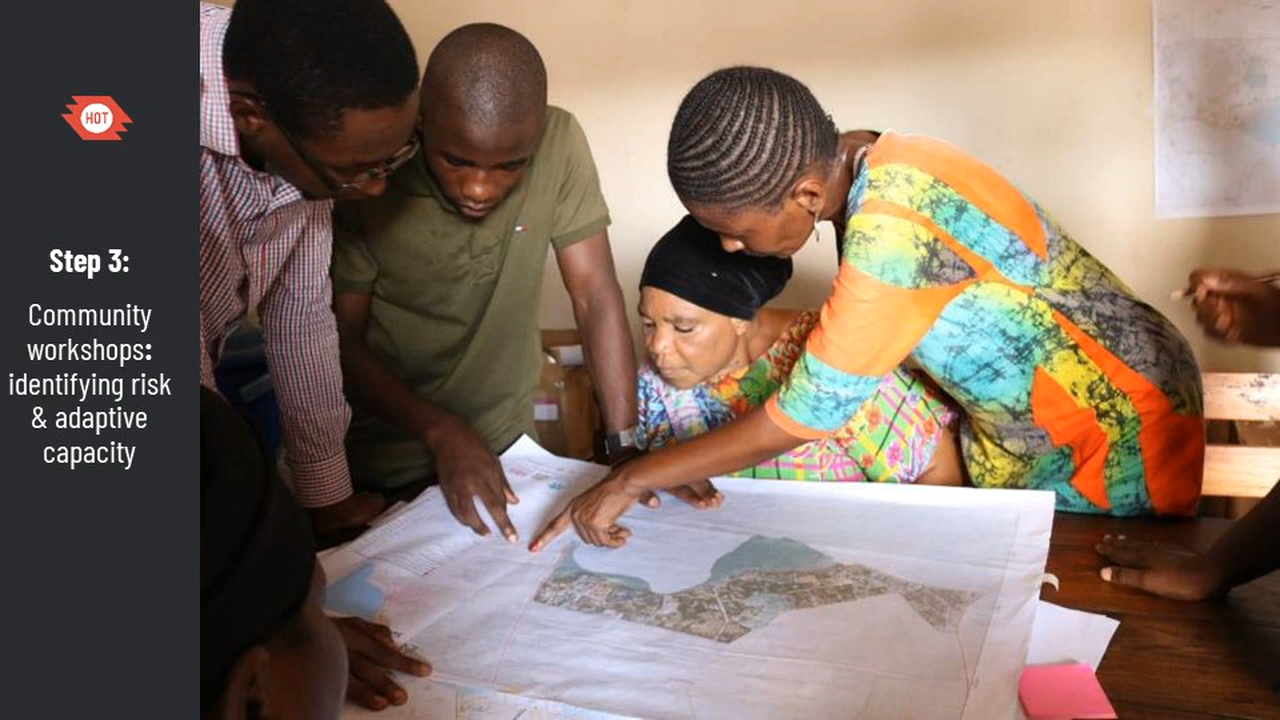 HOT
Step 3:
Community
workshops:
identifying risk
& adaptive
capacity